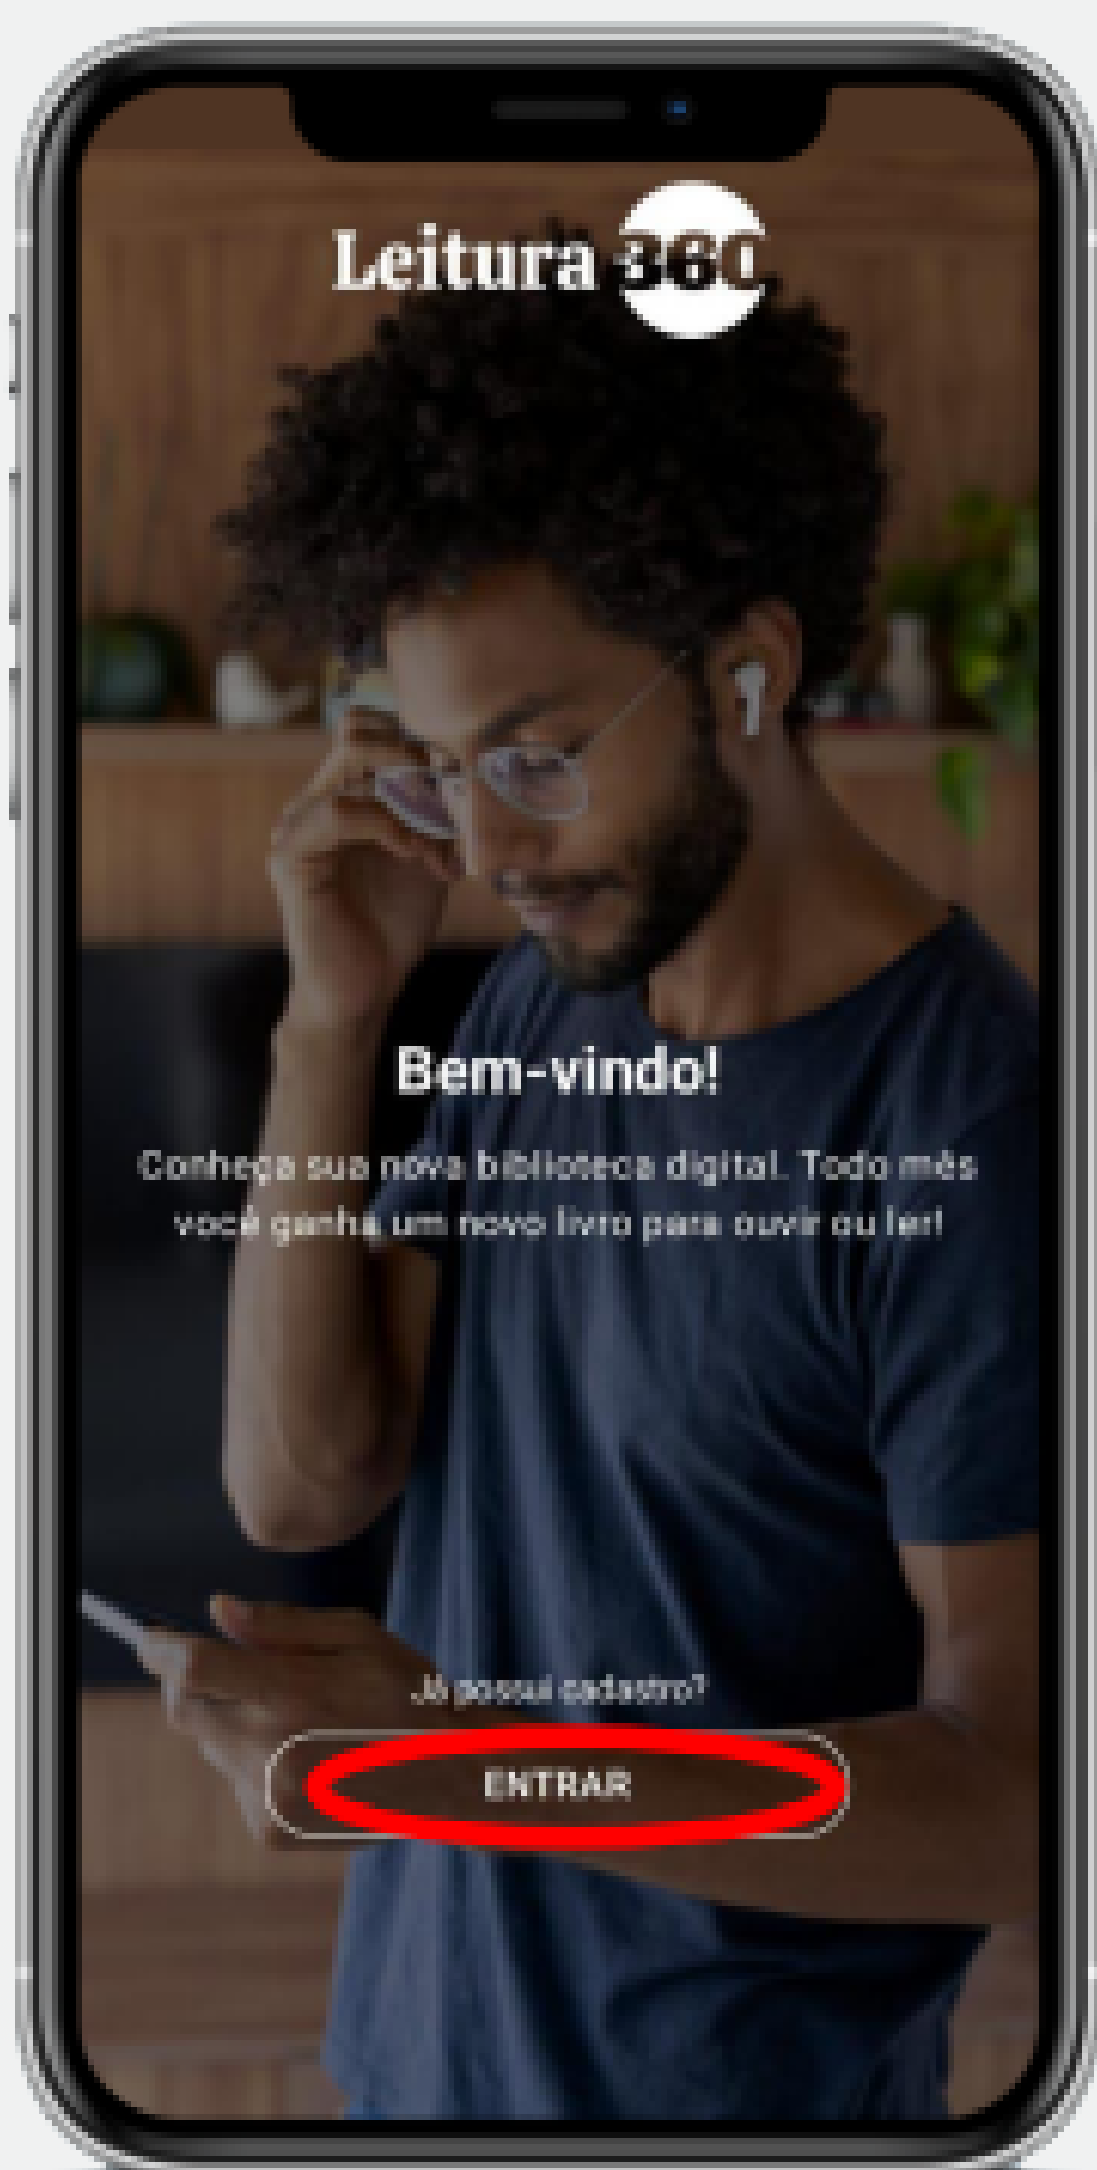 Leitura 360
Bem-vindo!
Conheça sua nova biblioteca digital. Todo mês
você ganha um novo livro para ouvir ou ler!
Já possui cadastro?
ENTRAR